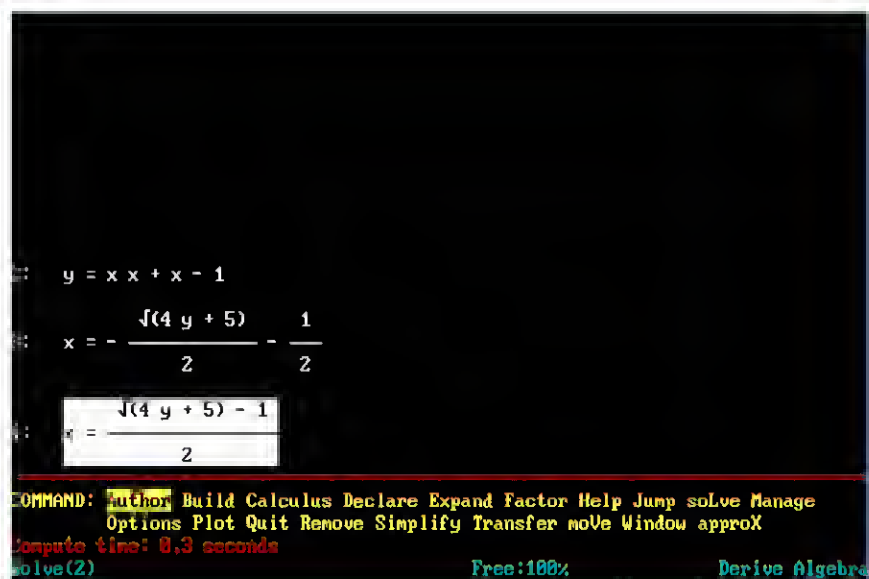 y = x x + x - 1
x = - √(4 y + 5) / 2 - 1 / 2
x = √(4 y + 5) - 1 / 2
COMMAND: Author Build Calculus Declare Expand Factor Help Jump soLve Manage
Options Plot Quit Remove Simplify Transfer moVe Window approX
Compute time: 0.3 seconds
Solve(2) Free:100% Derive Algebra